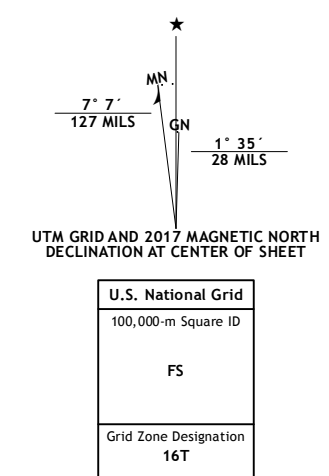 ★
MN
GN
7° 7´
127 MILS
1° 35´
28 MILS
UTM GRID AND 2017 MAGNETIC NORTH
DECLINATION AT CENTER OF SHEET
U.S. National Grid
100,000-m Square ID
FS
Grid Zone Designation
16T